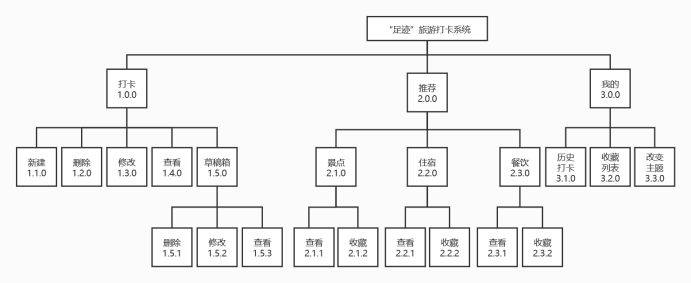 “足迹”旅游打卡系统
打卡
1.0.0
推荐
2.0.0
我的
3.0.0
新建
1.1.0
删除
1.2.0
修改
1.3.0
查看
1.4.0
草稿箱
1.5.0
景点
2.1.0
住宿
2.2.0
餐饮
2.3.0
历史
打卡
3.1.0
收藏
列表
3.2.0
改变
主题
3.3.0
删除
1.5.1
修改
1.5.2
查看
1.5.3
查看
2.1.1
收藏
2.1.2
查看
2.2.1
收藏
2.2.2
查看
2.3.1
收藏
2.3.2